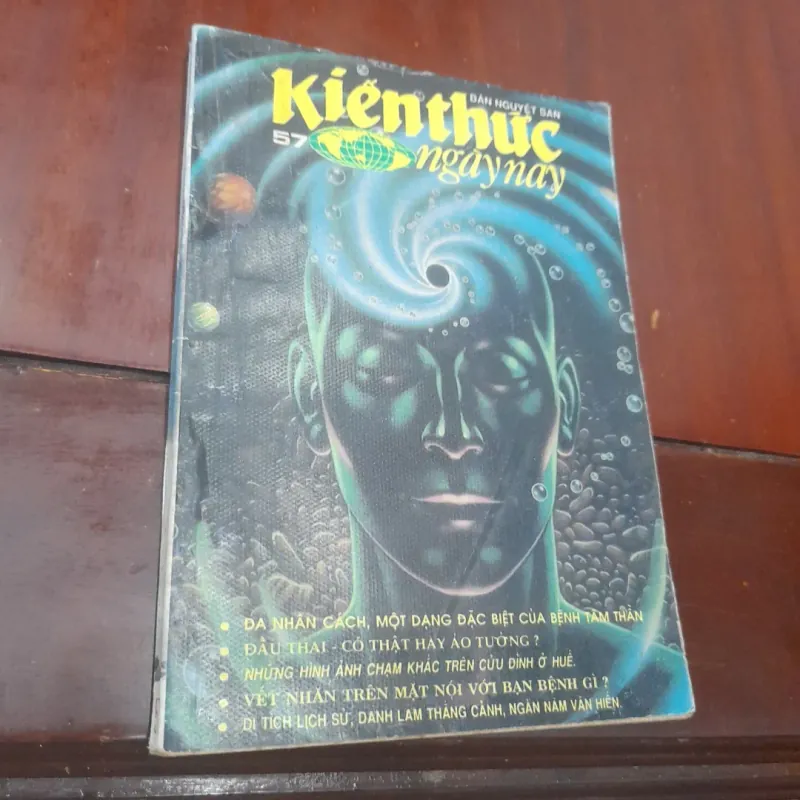 BÁN NGUYỆT SAN
Kiến thức
57
ngày nay
ĐA NHÂN CÁCH, MỘT DẠNG ĐẶC BIỆT CỦA BỆNH TÂM THẦN
ĐẦU THAI - CÓ THẬT HAY ẢO TƯỞNG ?
NHỮNG HÌNH ẢNH CHẠM KHẮC TRÊN CỬU ĐỈNH Ở HUẾ.
VẾT NHĂN TRÊN MẶT NÓI VỚI BẠN BỆNH GÌ ?
DI TÍCH LỊCH SỬ, DANH LAM THẮNG CẢNH, NGÀN NĂM VĂN HIẾN.